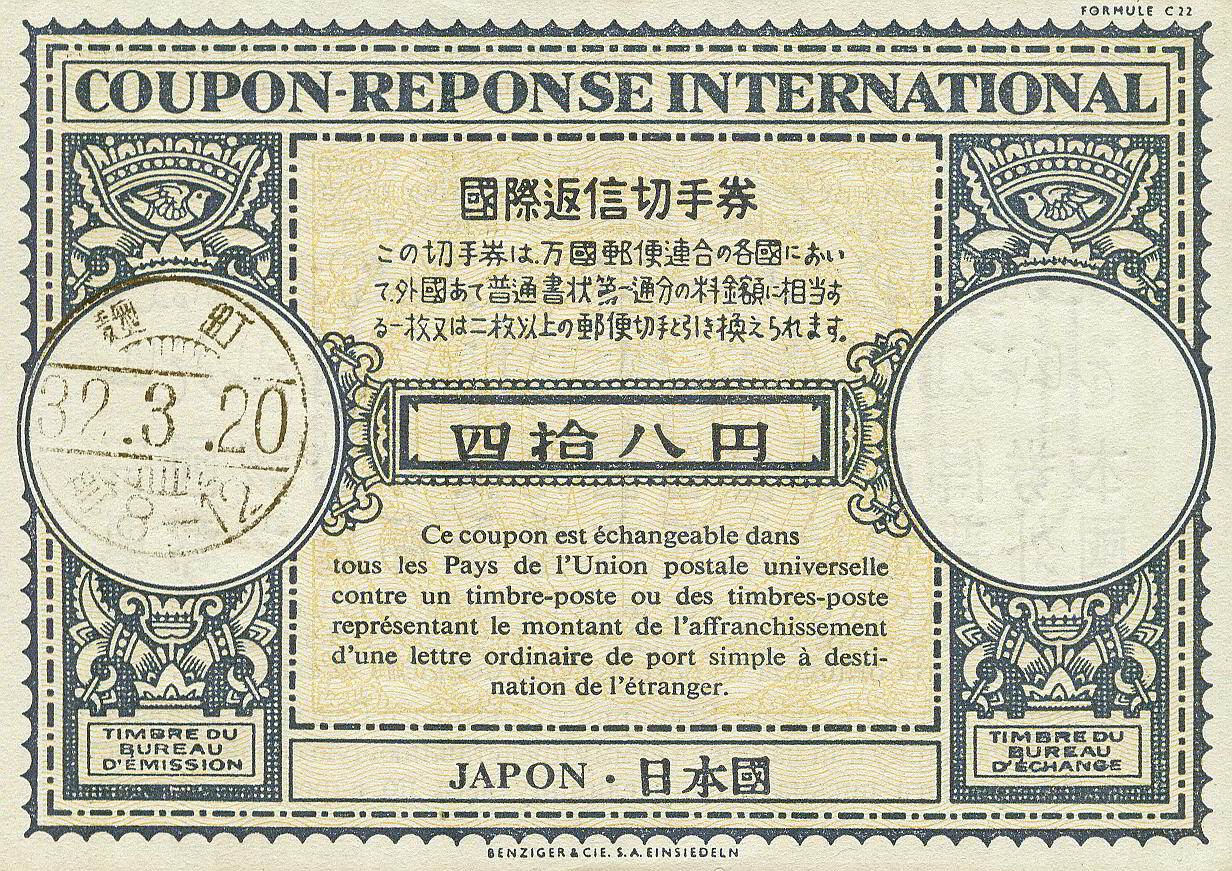 FORMULE C 22
COUPON-REPONSE INTERNATIONAL
國際返信切手券
この切手券は、万國郵便連合の各國におい
て、外國あて普通書状第一通分の料金額に相当す
る一枚又は二枚以上の郵便切手と引き換えられます。
町
32.3.20
8-12
四拾八円
Ce coupon est échangeable dans
tous les Pays de l'Union postale universelle
contre un timbre-poste ou des timbres-poste
représentant le montant de l'affranchissement
d'une lettre ordinaire de port simple à desti-
nation de l'étranger.
TIMBRE DU
BUREAU
D'ÉMISSION
TIMBRE DU
BUREAU
D'ÉCHANGE
JAPON · 日本國
BENZIGER & CIE. S.A. EINSIEDELN